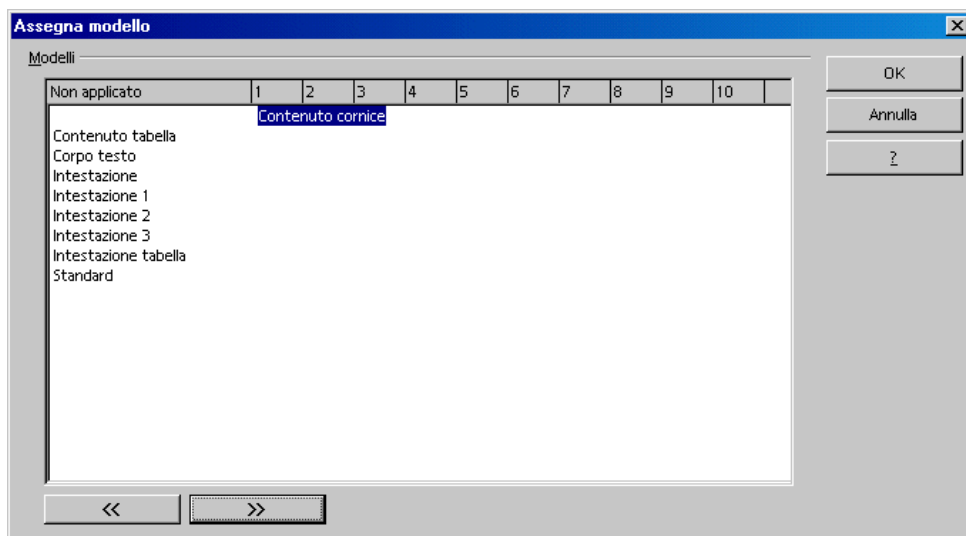 Assegna modello
Modelli
Non applicato 1 2 3 4 5 6 7 8 9 10
Contenuto cornice
Contenuto tabella
Corpo testo
Intestazione
Intestazione 1
Intestazione 2
Intestazione 3
Intestazione tabella
Standard
OK
Annulla
?
<< >>